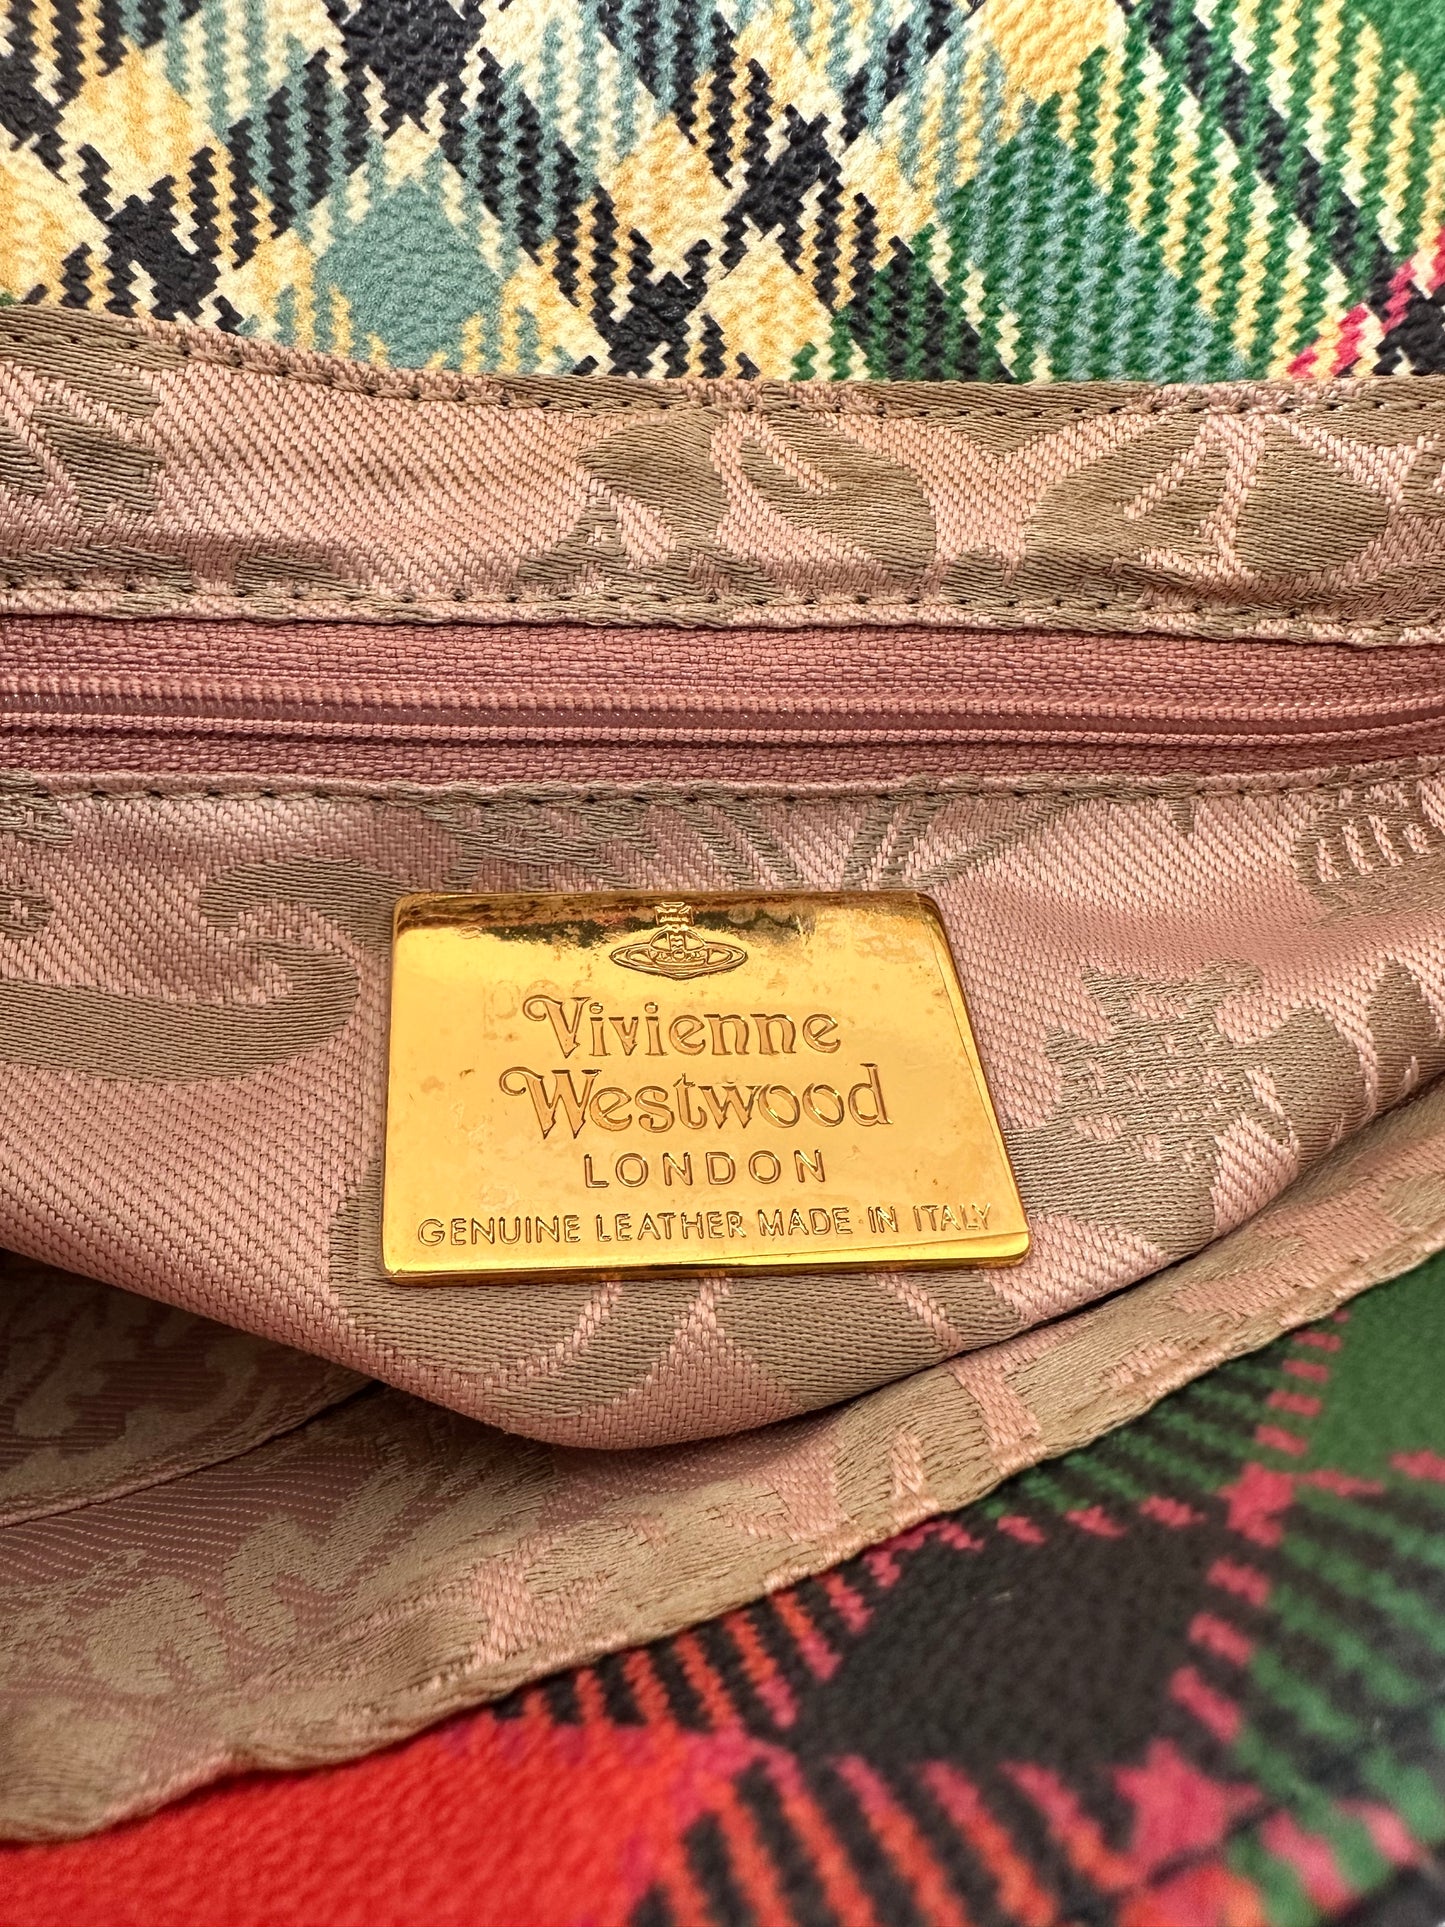 Vivienne
Westwood
LONDON
GENUINE LEATHER MADE IN ITALY